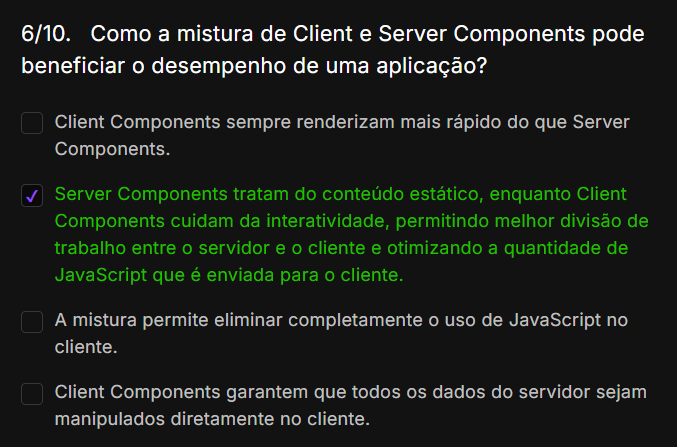 6/10. Como a mistura de Client e Server Components pode
beneficiar o desempenho de uma aplicação?
Client Components sempre renderizam mais rápido do que Server
Components.
Server Components tratam do conteúdo estático, enquanto Client
Components cuidam da interatividade, permitindo melhor divisão de
trabalho entre o servidor e o cliente e otimizando a quantidade de
JavaScript que é enviada para o cliente.
A mistura permite eliminar completamente o uso de JavaScript no
cliente.
Client Components garantem que todos os dados do servidor sejam
manipulados diretamente no cliente.